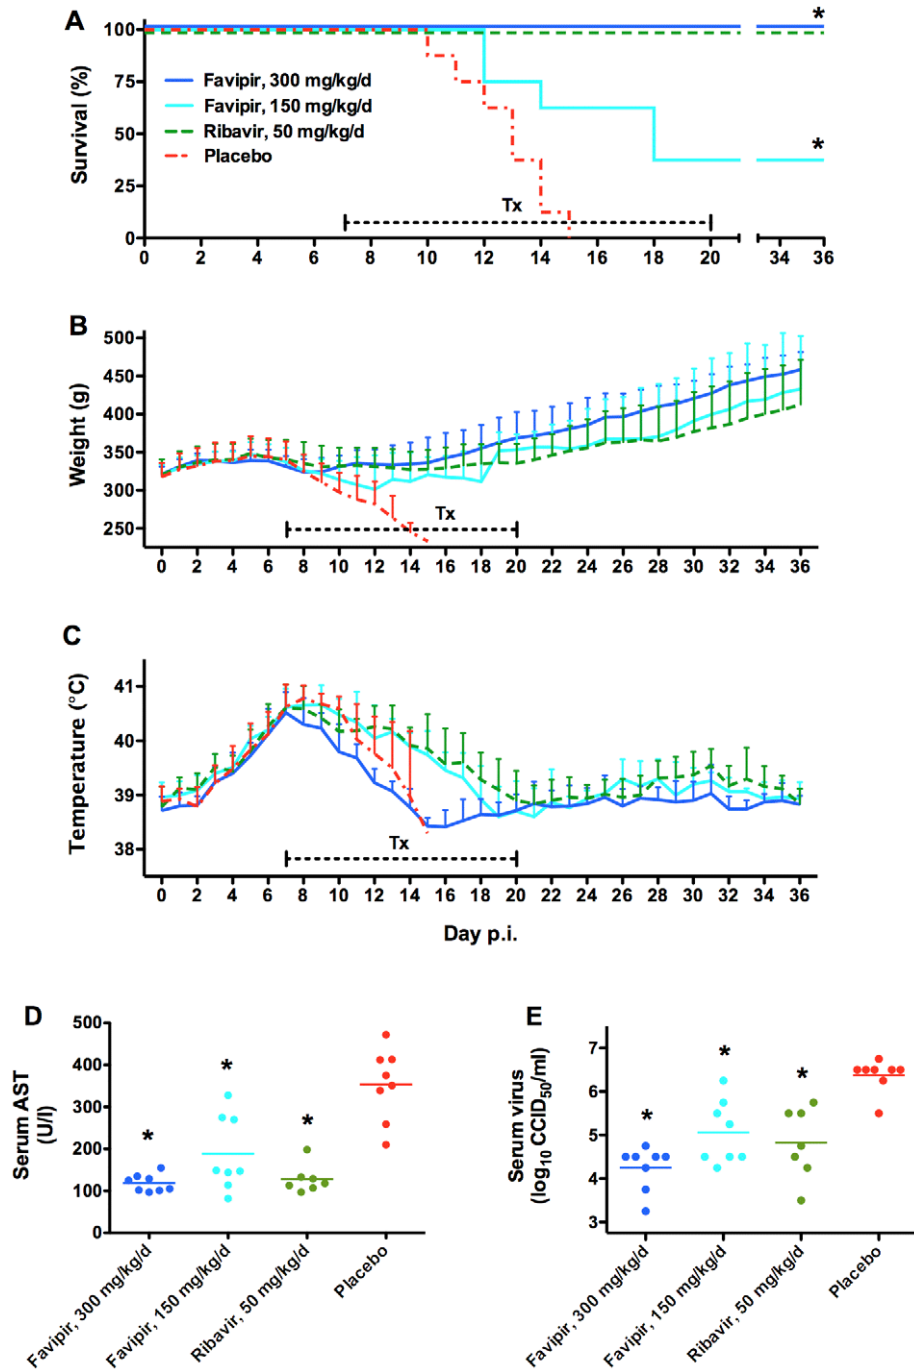 A
Survival (%)
100
75
50
25
0
Favipir, 300 mg/kg/d
Favipir, 150 mg/kg/d
Ribavir, 50 mg/kg/d
Placebo
*
*
Tx
0 2 4 6 8 10 12 14 16 18 20 34 36
B
Weight (g)
500
450
400
350
300
250
Tx
0 2 4 6 8 10 12 14 16 18 20 22 24 26 28 30 32 34 36
C
Temperature (°C)
41
40
39
38
Tx
0 2 4 6 8 10 12 14 16 18 20 22 24 26 28 30 32 34 36
Day p.i.
D
Serum AST
(U/l)
500
400
300
200
100
0
* * *
Favipir, 300 mg/kg/d
Favipir, 150 mg/kg/d
Ribavir, 50 mg/kg/d
Placebo
E
Serum virus
(log10 CCID50/ml)
7
6
5
4
3
* * *
Favipir, 300 mg/kg/d
Favipir, 150 mg/kg/d
Ribavir, 50 mg/kg/d
Placebo